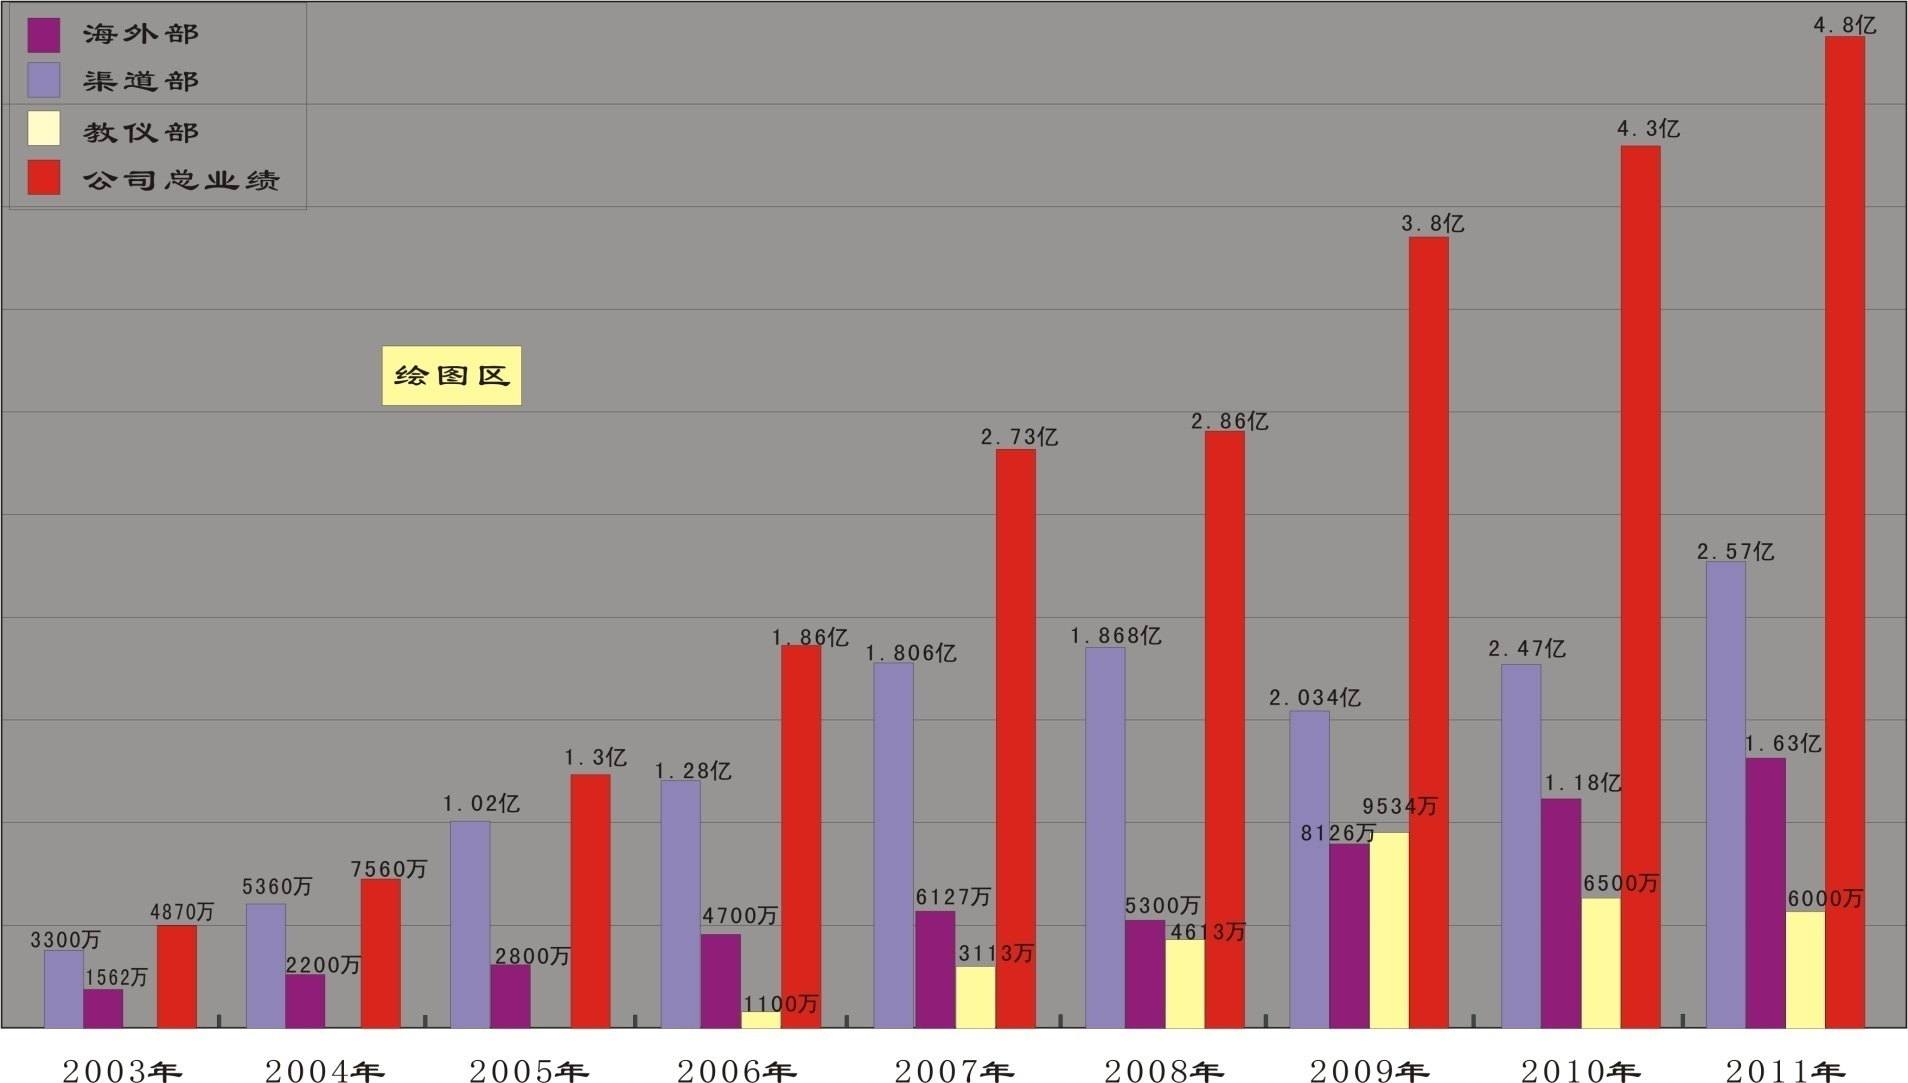 海外部
渠道部
教仪部
公司总业绩
绘图区
3300万
1562万
4870万
5360万
2200万
7560万
1.02亿
2800万
1.3亿
1.28亿
4700万
1100万
1.86亿
1.806亿
6127万
3113万
2.73亿
1.868亿
5300万
4613万
2.86亿
2.034亿
8126万
9534万
3.8亿
2.47亿
1.18亿
6500万
4.3亿
2.57亿
1.63亿
6000万
4.8亿
2003年 2004年 2005年 2006年 2007年 2008年 2009年 2010年 2011年